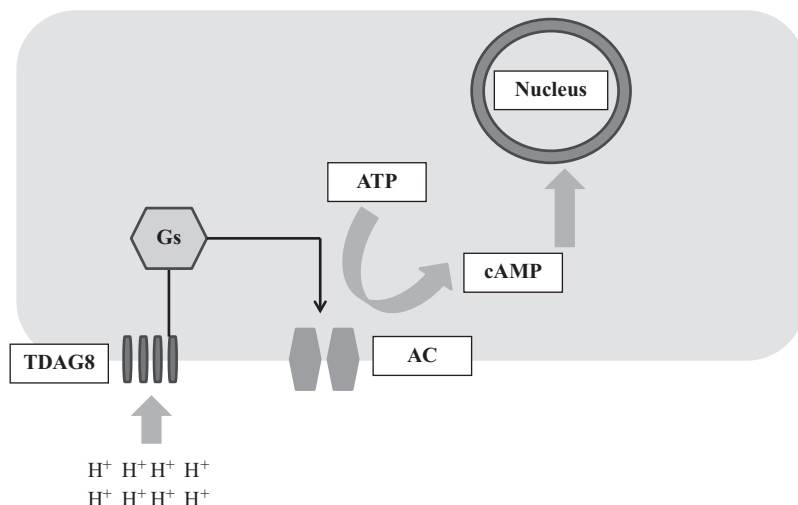 Nucleus
ATP
Gs
cAMP
TDAG8
AC
H⁺ H⁺ H⁺ H⁺
H⁺ H⁺ H⁺ H⁺